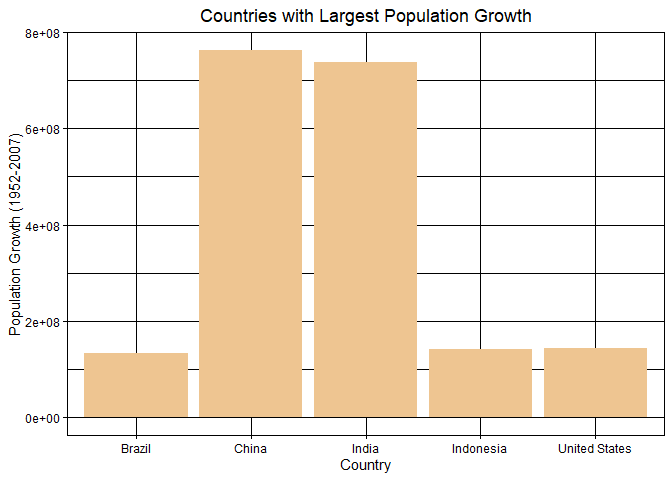 Countries with Largest Population Growth
Population Growth (1952-2007)
8e+08
6e+08
4e+08
2e+08
0e+00
Brazil China India Indonesia United States
Country